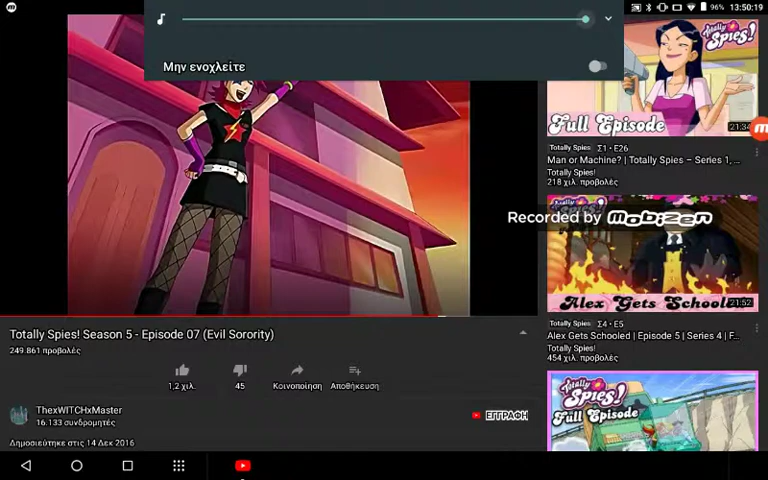 96% 13:50:19
Μην ενοχλείτε
Totally Spies!
Full Episode
21:34
Totally Spies! Σ1 • E26
Man or Machine? | Totally Spies – Series 1, ...
Totally Spies!
218 χιλ. προβολές
Recorded by mobizen
Totally Spies!
Alex Gets Schooled
21:52
Totally Spies! Σ4 • E5
Alex Gets Schooled | Episode 5 | Series 4 | F...
Totally Spies!
454 χιλ. προβολές
Totally Spies!
Full Episode
Totally Spies! Season 5 - Episode 07 (Evil Sorority)
249.861 προβολές
1,2 χιλ. 45 Κοινοποίηση Αποθήκευση
ThexWITCHxMaster
16.133 συνδρομητές
ΕΓΓΡΑΦΗ
Δημοσιεύτηκε στις 14 Δεκ 2016